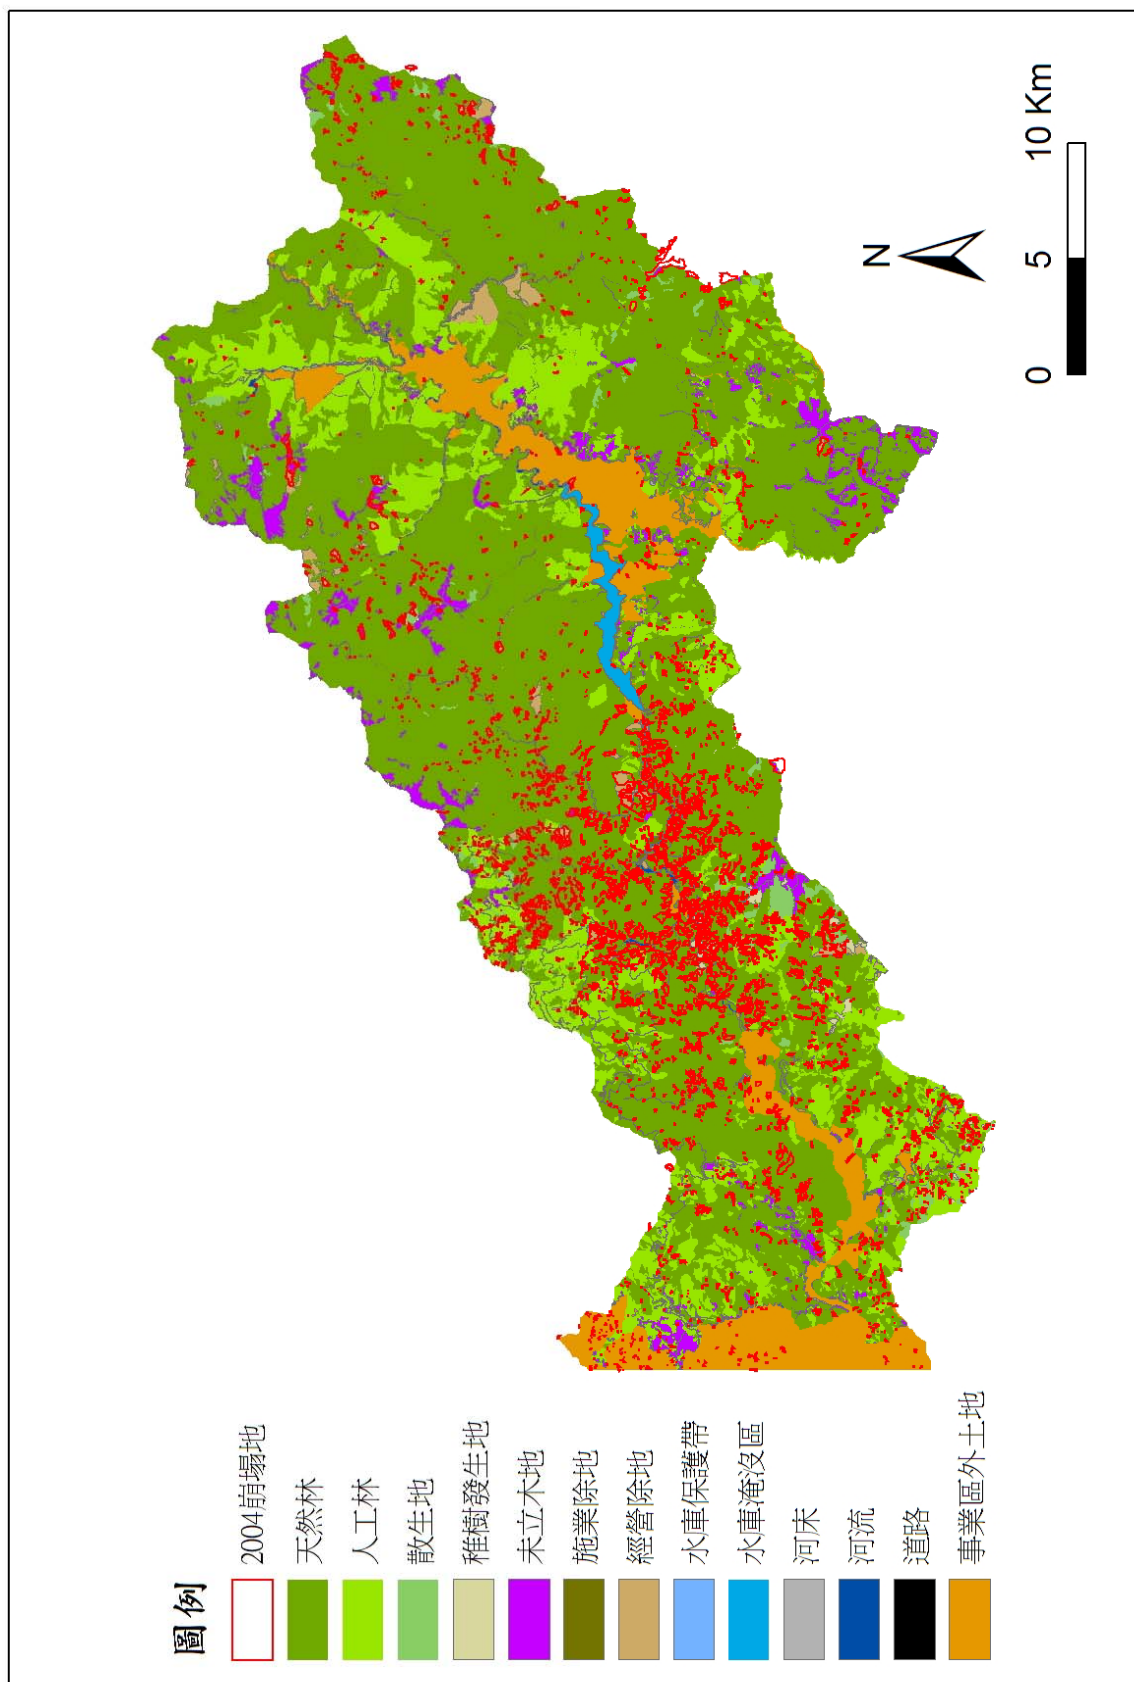 圖例
2004崩塌地
天然林
人工林
散生地
稚樹發生地
未立木地
施業除地
經營除地
水庫保護帶
水庫淹沒區
河床
河流
道路
事業區外土地
N
0 5 10 Km